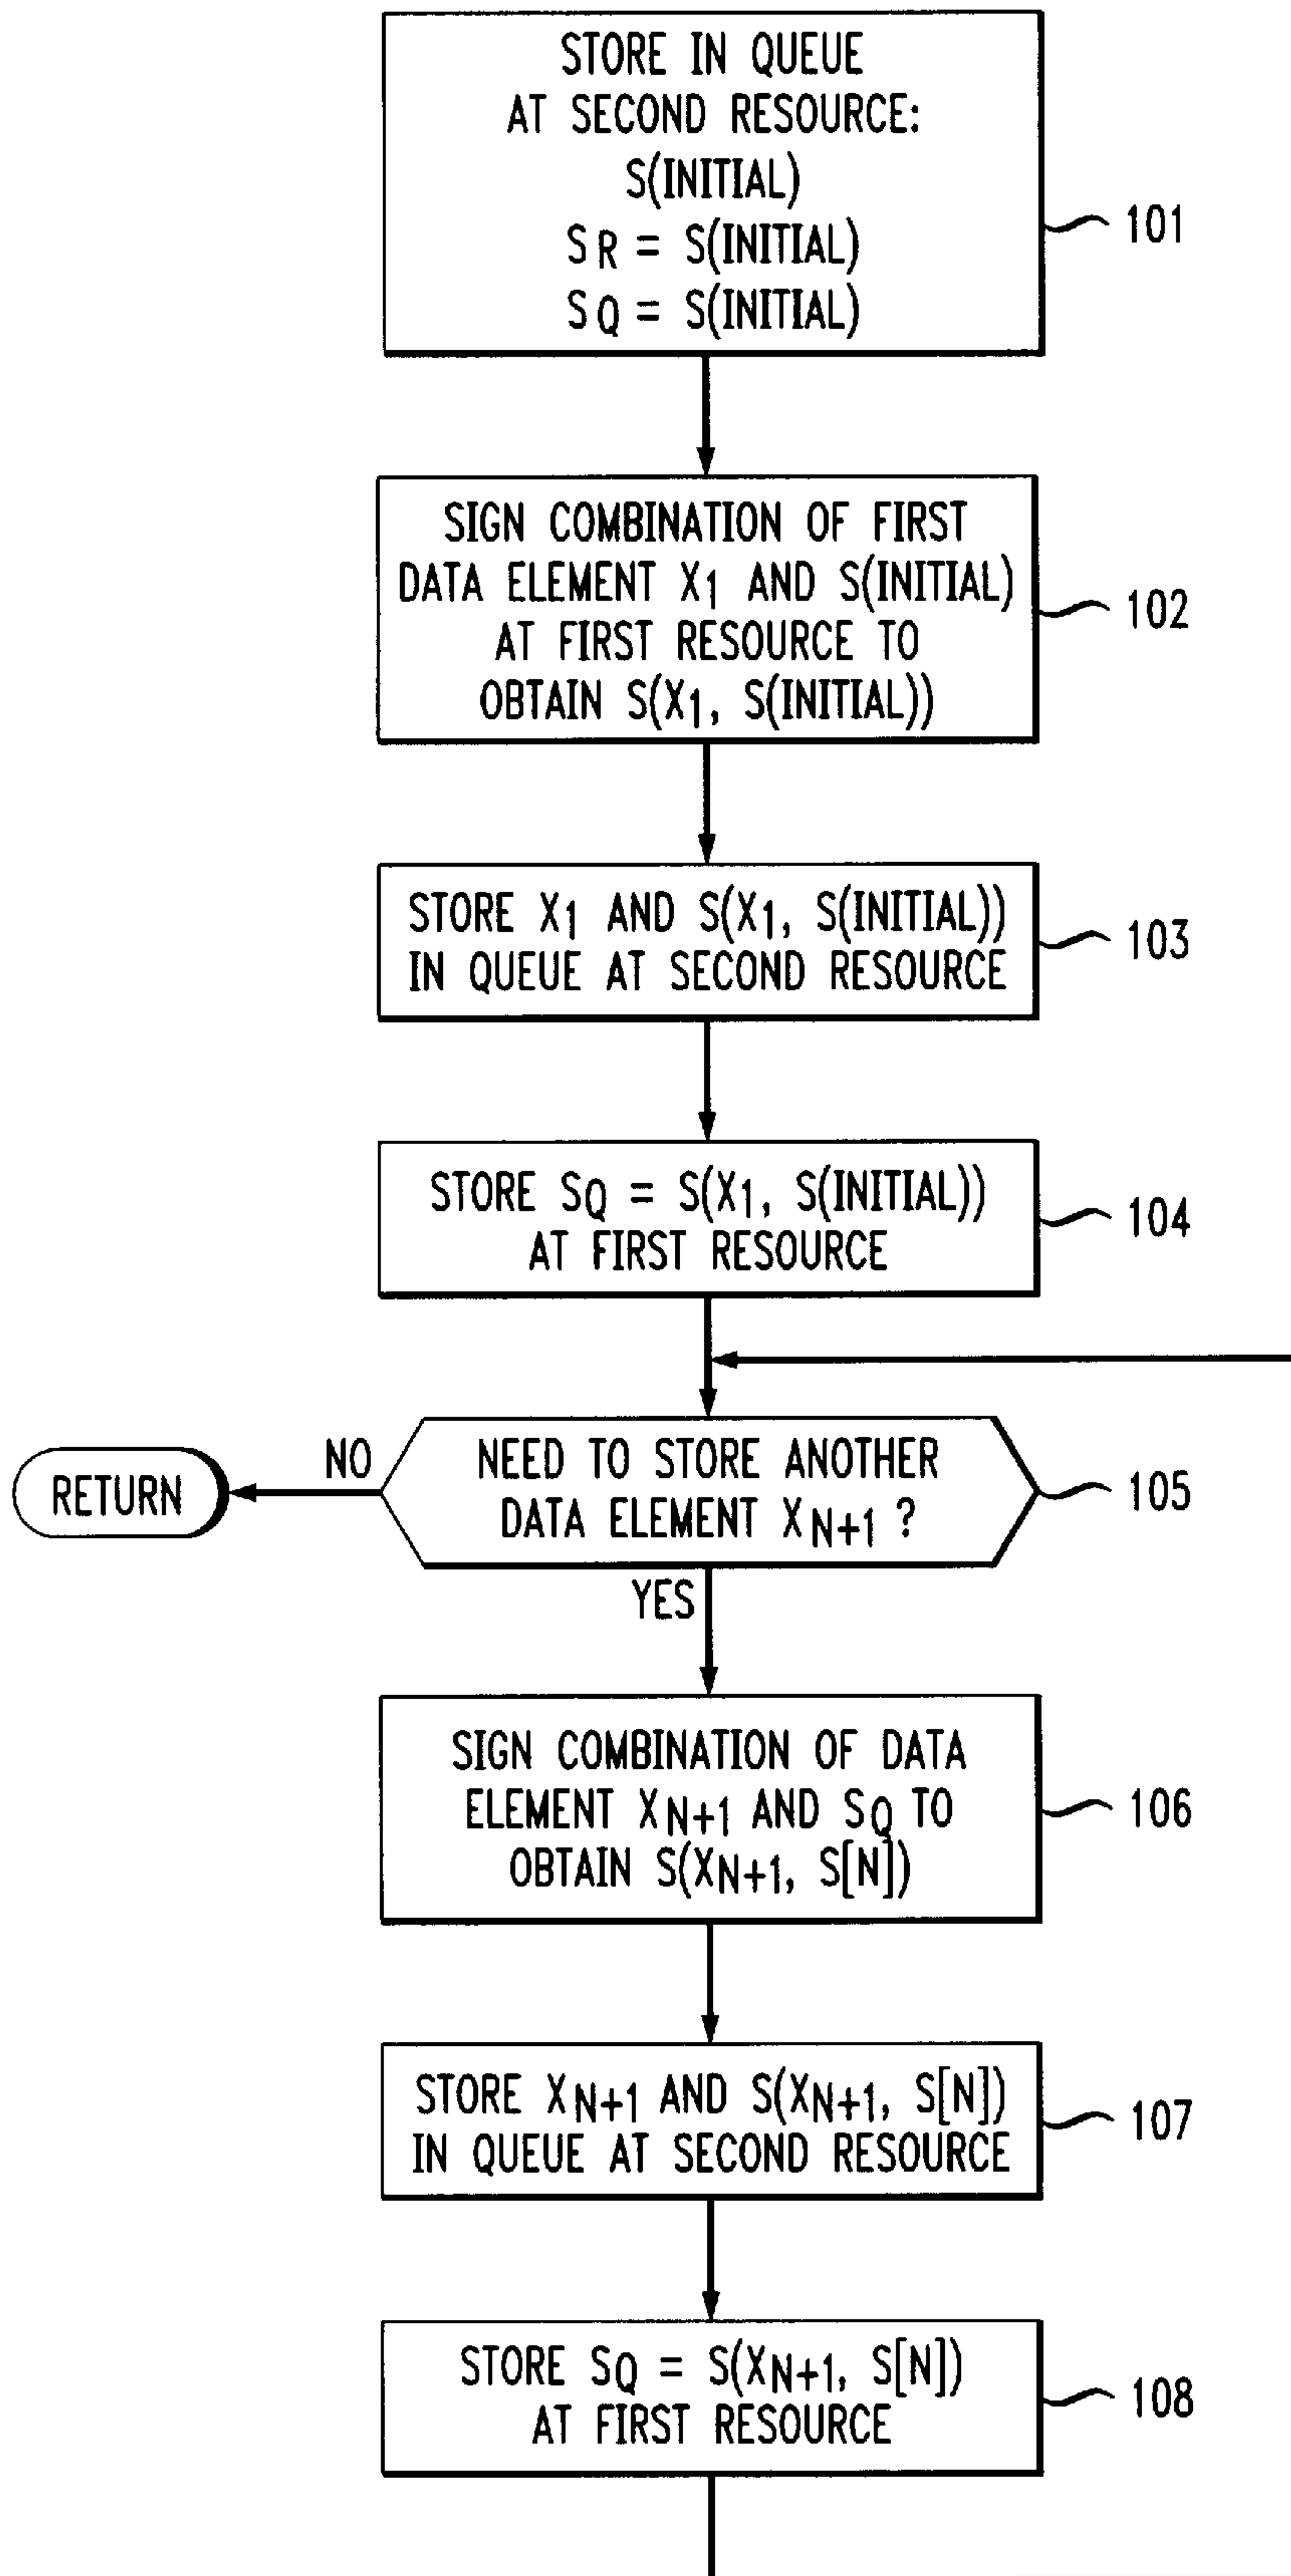 STORE IN QUEUE
AT SECOND RESOURCE:
S(INITIAL)
SR = S(INITIAL)
SQ = S(INITIAL)
101
SIGN COMBINATION OF FIRST
DATA ELEMENT X1 AND S(INITIAL)
AT FIRST RESOURCE TO
OBTAIN S(X1, S(INITIAL))
102
STORE X1 AND S(X1, S(INITIAL))
IN QUEUE AT SECOND RESOURCE
103
STORE SQ = S(X1, S(INITIAL))
AT FIRST RESOURCE
104
NEED TO STORE ANOTHER
DATA ELEMENT XN+1 ?
105
NO
RETURN
YES
SIGN COMBINATION OF DATA
ELEMENT XN+1 AND SQ TO
OBTAIN S(XN+1, S[N])
106
STORE XN+1 AND S(XN+1, S[N])
IN QUEUE AT SECOND RESOURCE
107
STORE SQ = S(XN+1, S[N])
AT FIRST RESOURCE
108